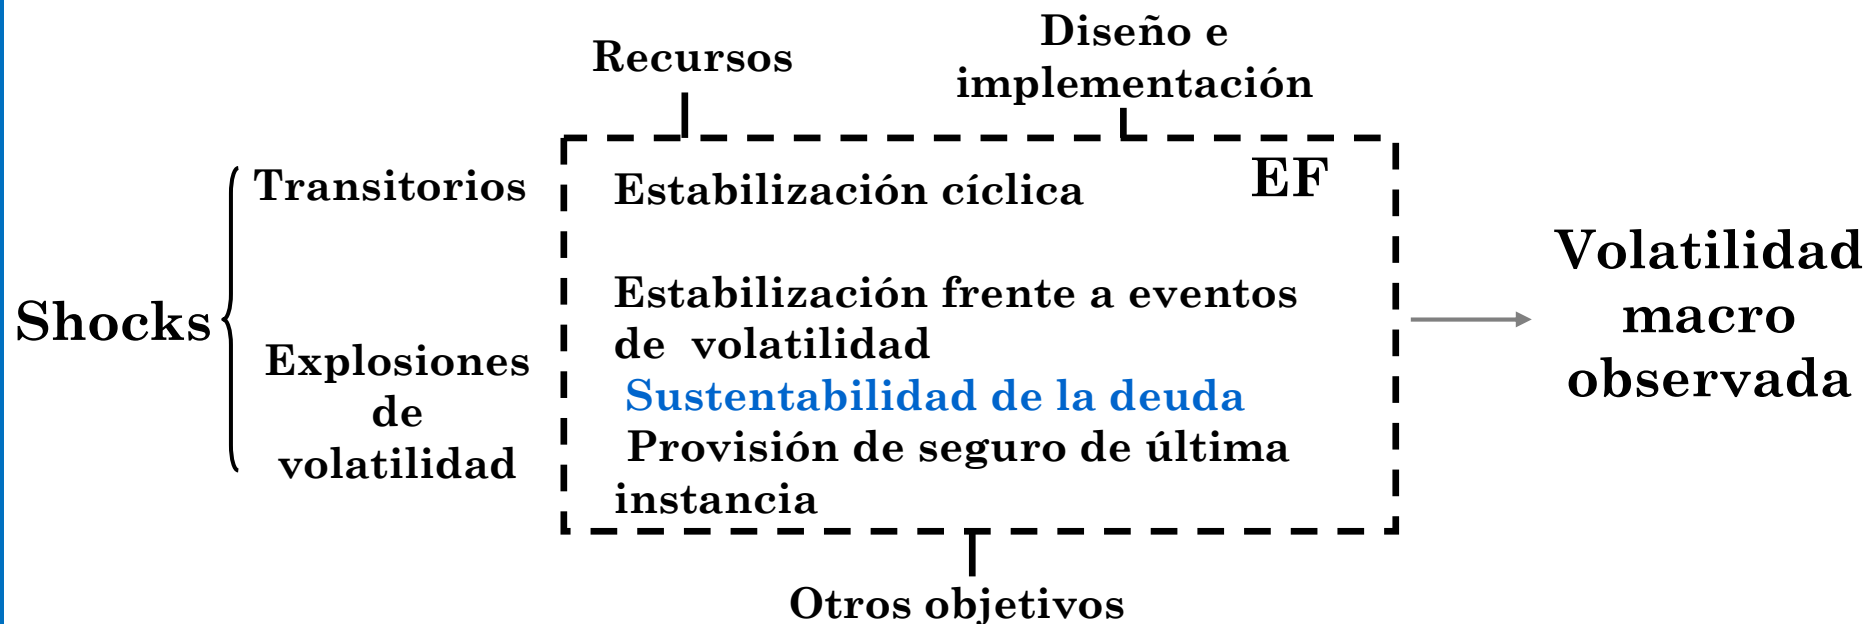 Recursos
Diseño e
implementación
Shocks
Transitorios
Explosiones
de
volatilidad
EF
Estabilización cíclica
Estabilización frente a eventos
de volatilidad
Sustentabilidad de la deuda
Provisión de seguro de última
instancia
Volatilidad
macro
observada
Otros objetivos